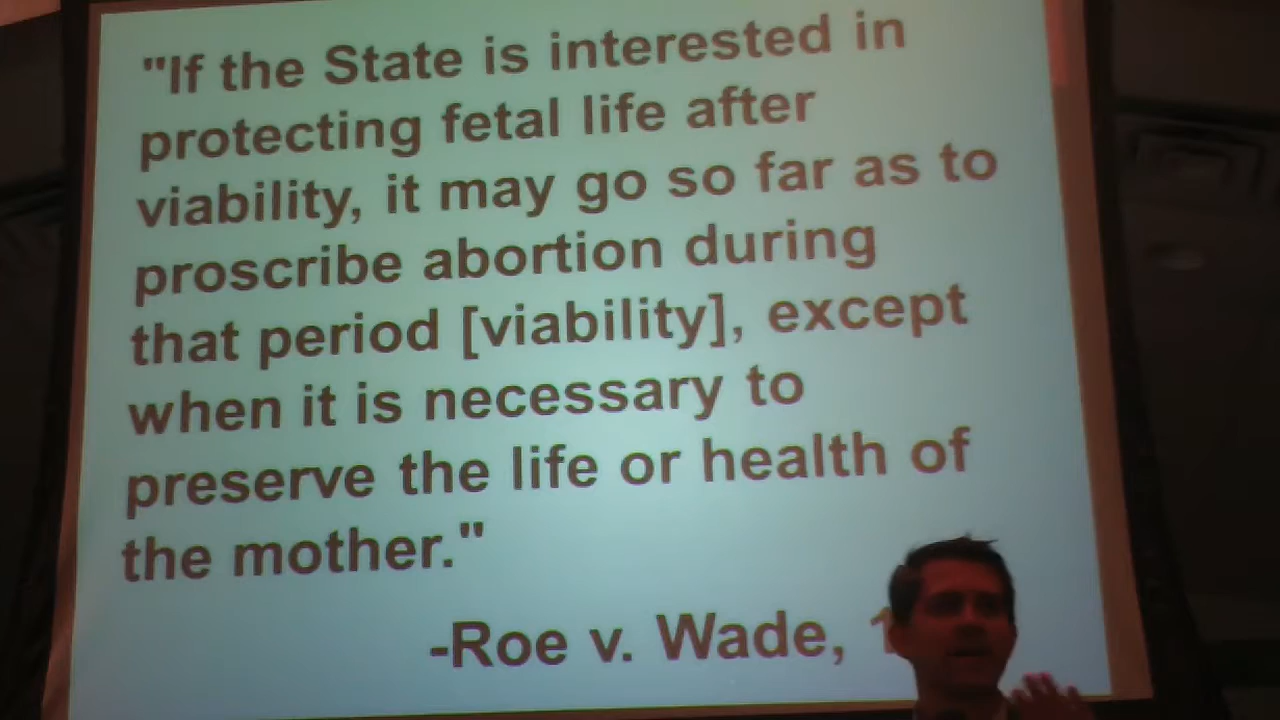 "If the State is interested in
protecting fetal life after
viability, it may go so far as to
proscribe abortion during
that period [viability], except
when it is necessary to
preserve the life or health of
the mother."
-Roe v. Wade, 1